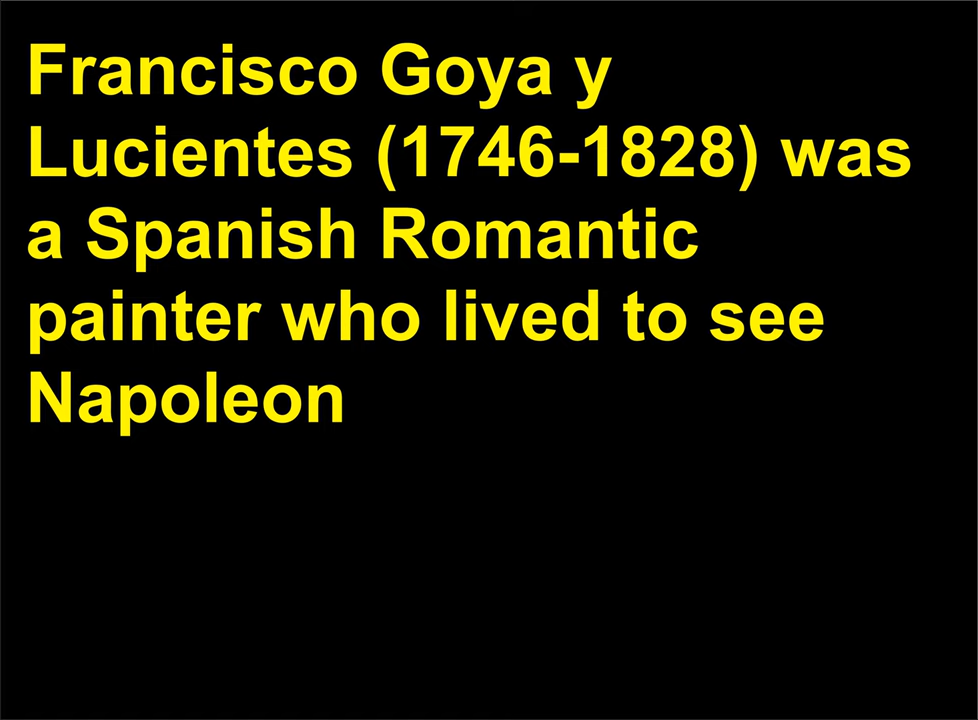 Francisco Goya y
Lucientes (1746-1828) was
a Spanish Romantic
painter who lived to see
Napoleon